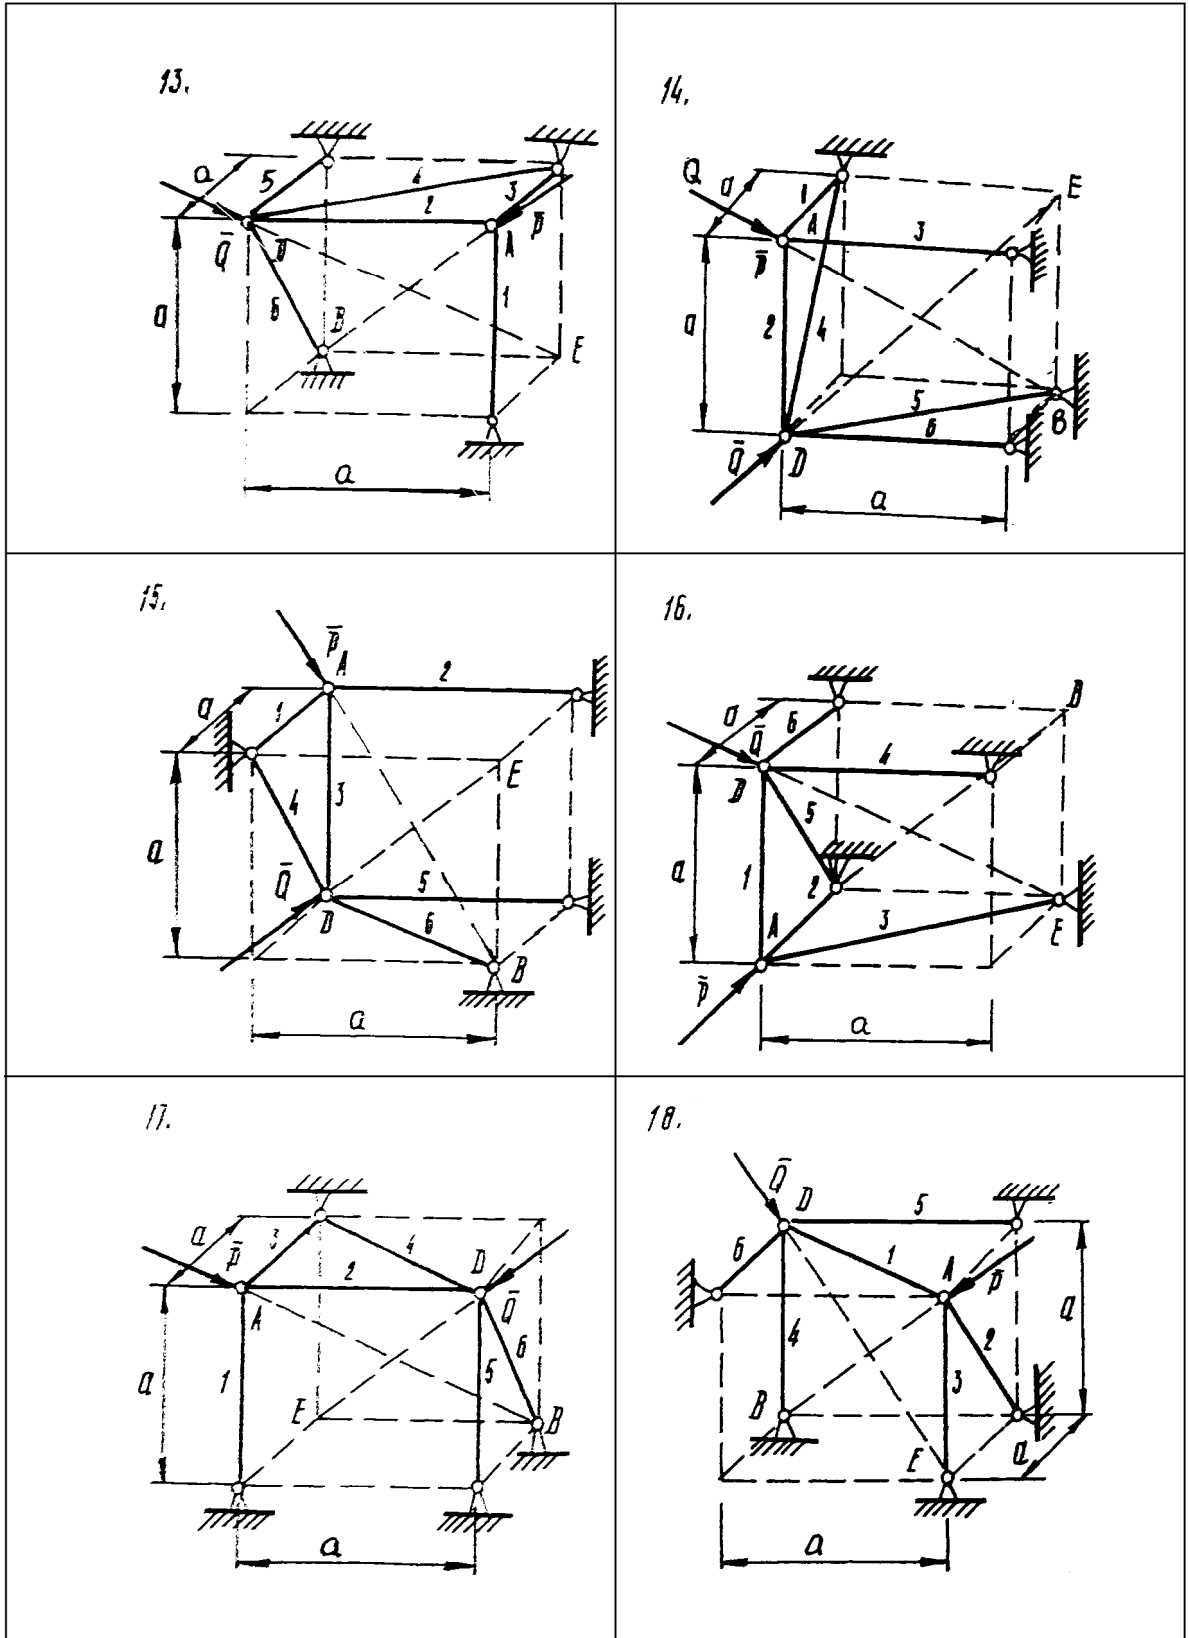 13.
a 5 4 3
2 P̄
Q̄ D A
a 6 B 1
E
a
14.
Q a 1 A E
P̄ 3
a 2 4
5
6 B
Q̄ D
a
15.
P̄ A 2
a 1
E
4 3
a
Q̄ 5
D 6
B
a
16.
B
a 6
Q̄ 4
D 5
a 1 2
A 3 E
P̄
a
17.
a 3 4 D
P̄ 2
A Q̄
6
a 1 5
E B
a
18.
Q̄ D 5
6 1 A
P̄
a
4 2
3
B
E a
a